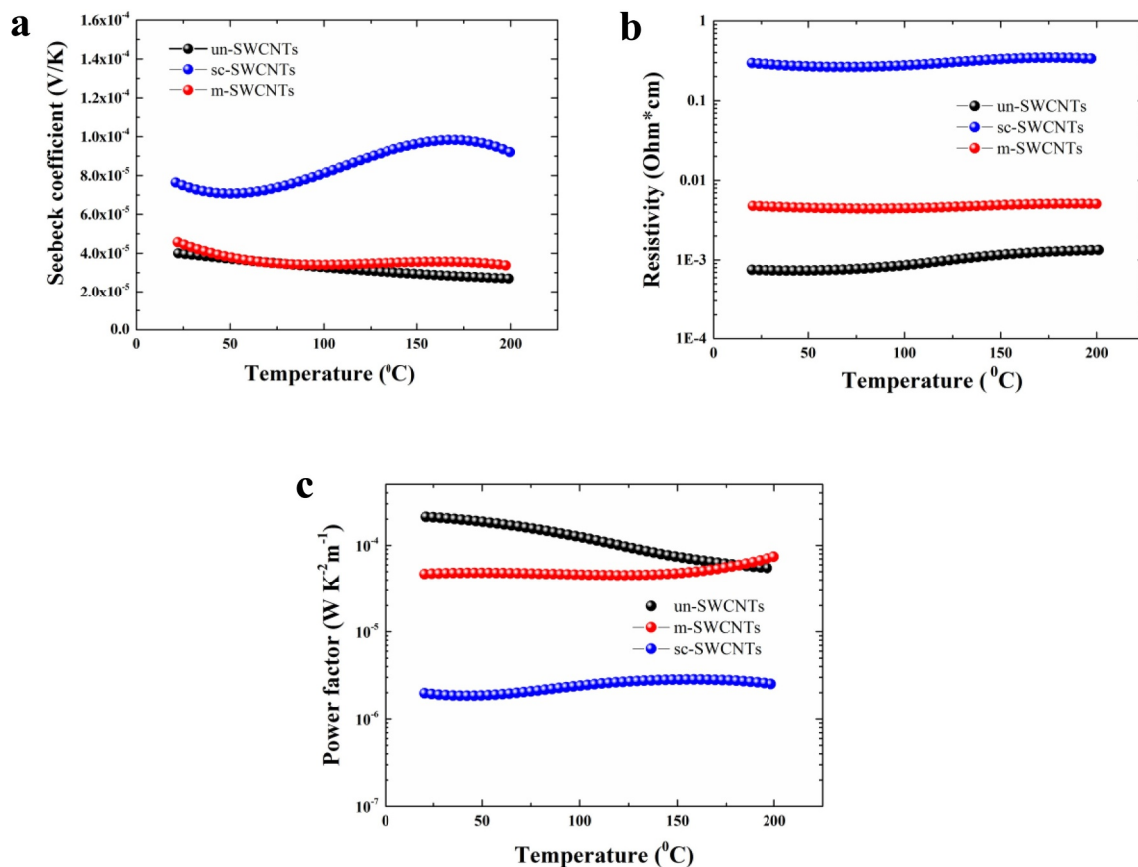 a
1.6x10⁻⁴
1.4x10⁻⁴
1.2x10⁻⁴
1.0x10⁻⁴
8.0x10⁻⁵
6.0x10⁻⁵
4.0x10⁻⁵
2.0x10⁻⁵
0.0
Seebeck coefficient (V/K)
un-SWCNTs
sc-SWCNTs
m-SWCNTs
50
100
150
200
Temperature (⁰C)
b
1
0.1
0.01
1E-3
1E-4
Resistivity (Ohm*cm)
un-SWCNTs
sc-SWCNTs
m-SWCNTs
0
50
100
150
200
Temperature ( ⁰C)
c
10⁻⁴
10⁻⁵
10⁻⁶
10⁻⁷
Power factor (W K⁻²m⁻¹)
un-SWCNTs
m-SWCNTs
sc-SWCNTs
0
50
100
150
200
Temperature (⁰C)